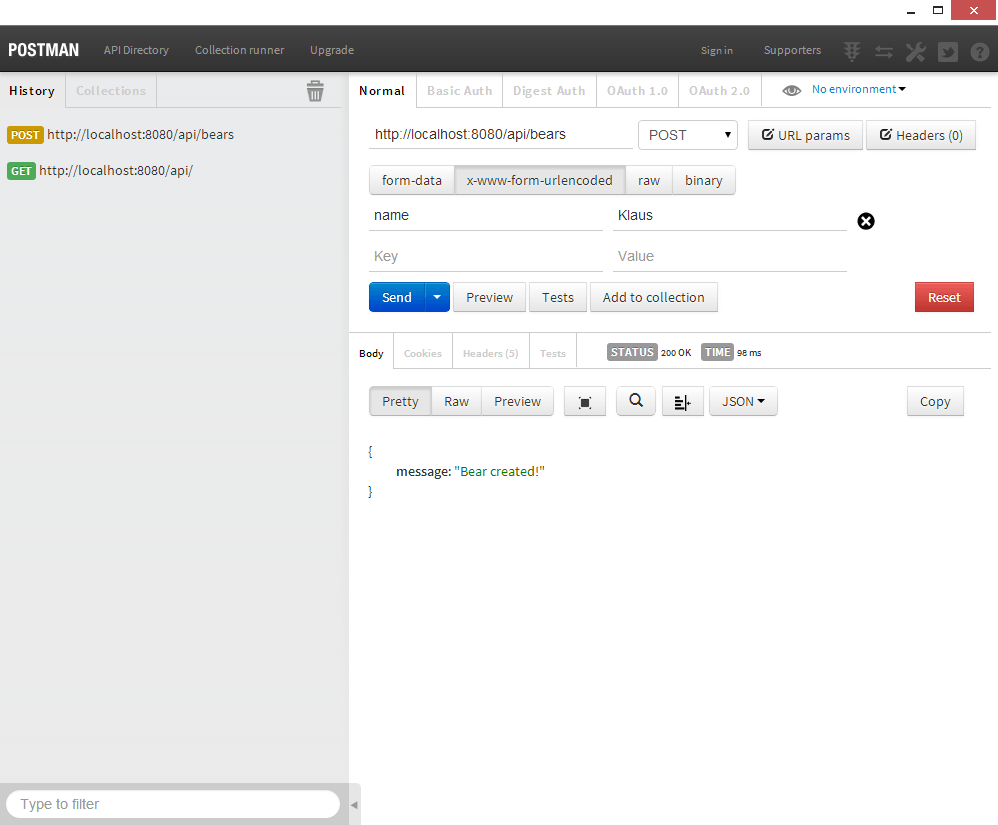 POSTMAN API Directory Collection runner Upgrade Sign in Supporters
History Collections
Normal Basic Auth Digest Auth OAuth 1.0 OAuth 2.0 No environment
POST http://localhost:8080/api/bears
GET http://localhost:8080/api/
http://localhost:8080/api/bears POST URL params Headers (0)
form-data x-www-form-urlencoded raw binary
name Klaus
Key Value
Send Preview Tests Add to collection Reset
Body Cookies Headers (5) Tests STATUS 200 OK TIME 98 ms
Pretty Raw Preview JSON Copy
{
message: "Bear created!"
}
Type to filter